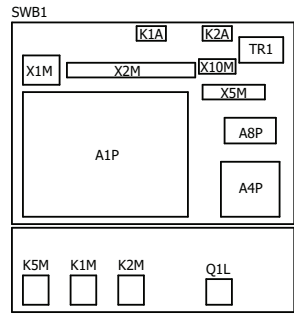 SWB1
K1A K2A
TR1
X1M X2M X10M
X5M
A1P A8P
A4P
K5M K1M K2M Q1L